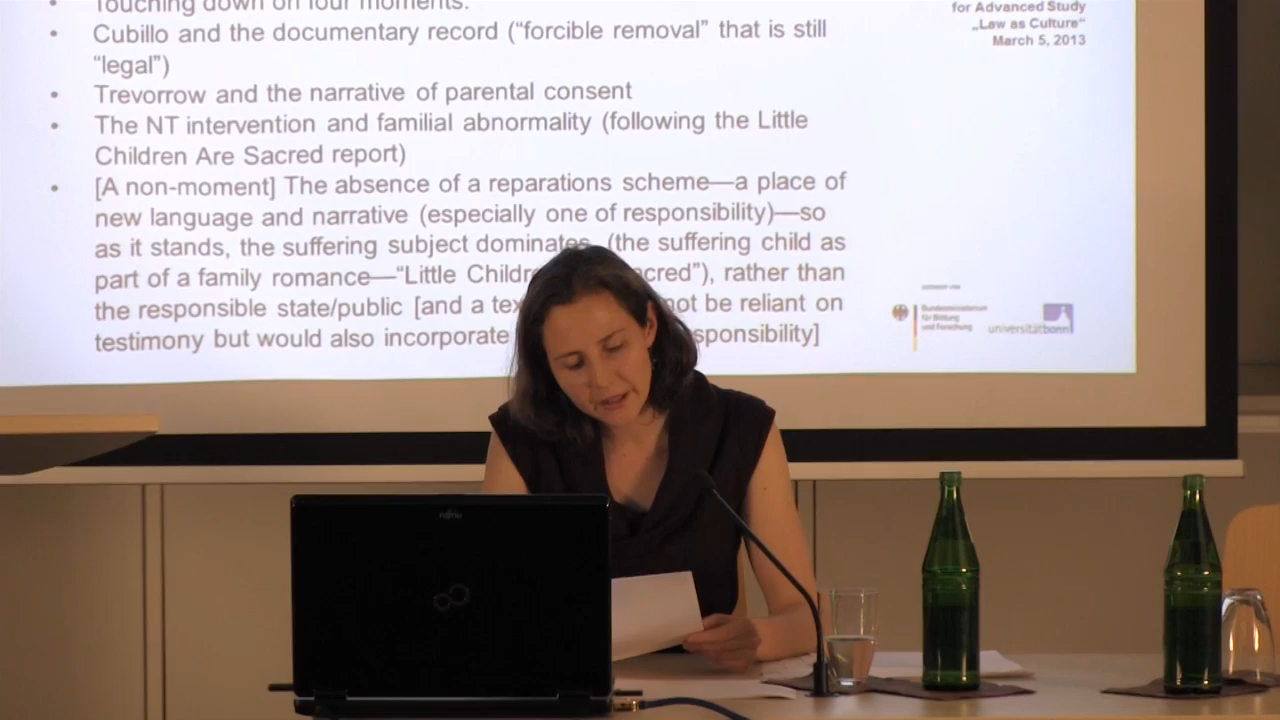 Touching down on four moments:
for Advanced Study
„Law as Culture“
March 5, 2013
• Cubillo and the documentary record (“forcible removal” that is still
“legal”)
• Trevorrow and the narrative of parental consent
• The NT intervention and familial abnormality (following the Little
Children Are Sacred report)
• [A non-moment] The absence of a reparations scheme—a place of
new language and narrative (especially one of responsibility)—so
as it stands, the suffering subject dominates (the suffering child as
part of a family romance—“Little Childr acred”), rather than
the responsible state/public [and a tex not be reliant on
testimony but would also incorporate sponsibility]
Bundesministerium
für Bildung
und Forschung
universitätbonn
FUJITSU